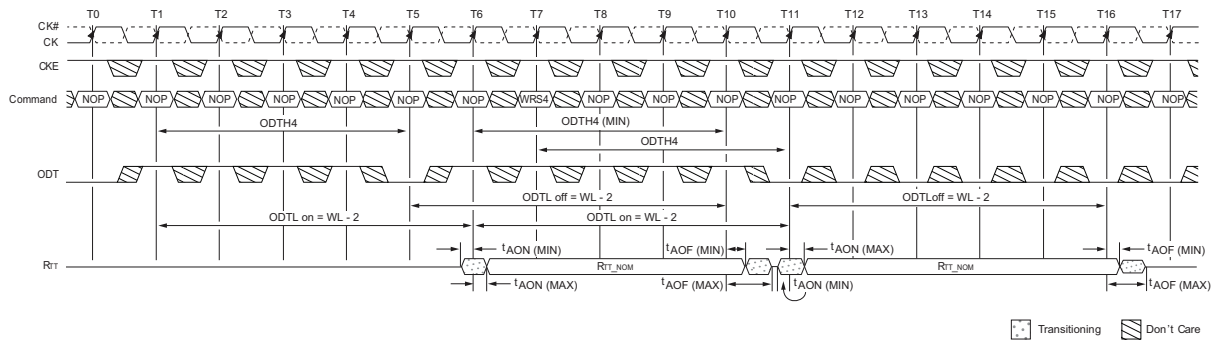 T0 T1 T2 T3 T4 T5 T6 T7 T8 T9 T10 T11 T12 T13 T14 T15 T16 T17
CK#
CK
CKE
Command NOP NOP NOP NOP NOP NOP NOP WRS4 NOP NOP NOP NOP NOP NOP NOP NOP NOP NOP
ODTH4 ODTH4 (MIN)
ODTH4
ODT
ODTL off = WL - 2 ODTLoff = WL - 2
ODTL on = WL - 2 ODTL on = WL - 2
tAON (MIN) tAOF (MIN) tAON (MAX) tAOF (MIN)
RTT RTT_NOM RTT_NOM
tAON (MAX) tAOF (MAX) tAON (MIN) tAOF (MAX)
Transitioning Don't Care